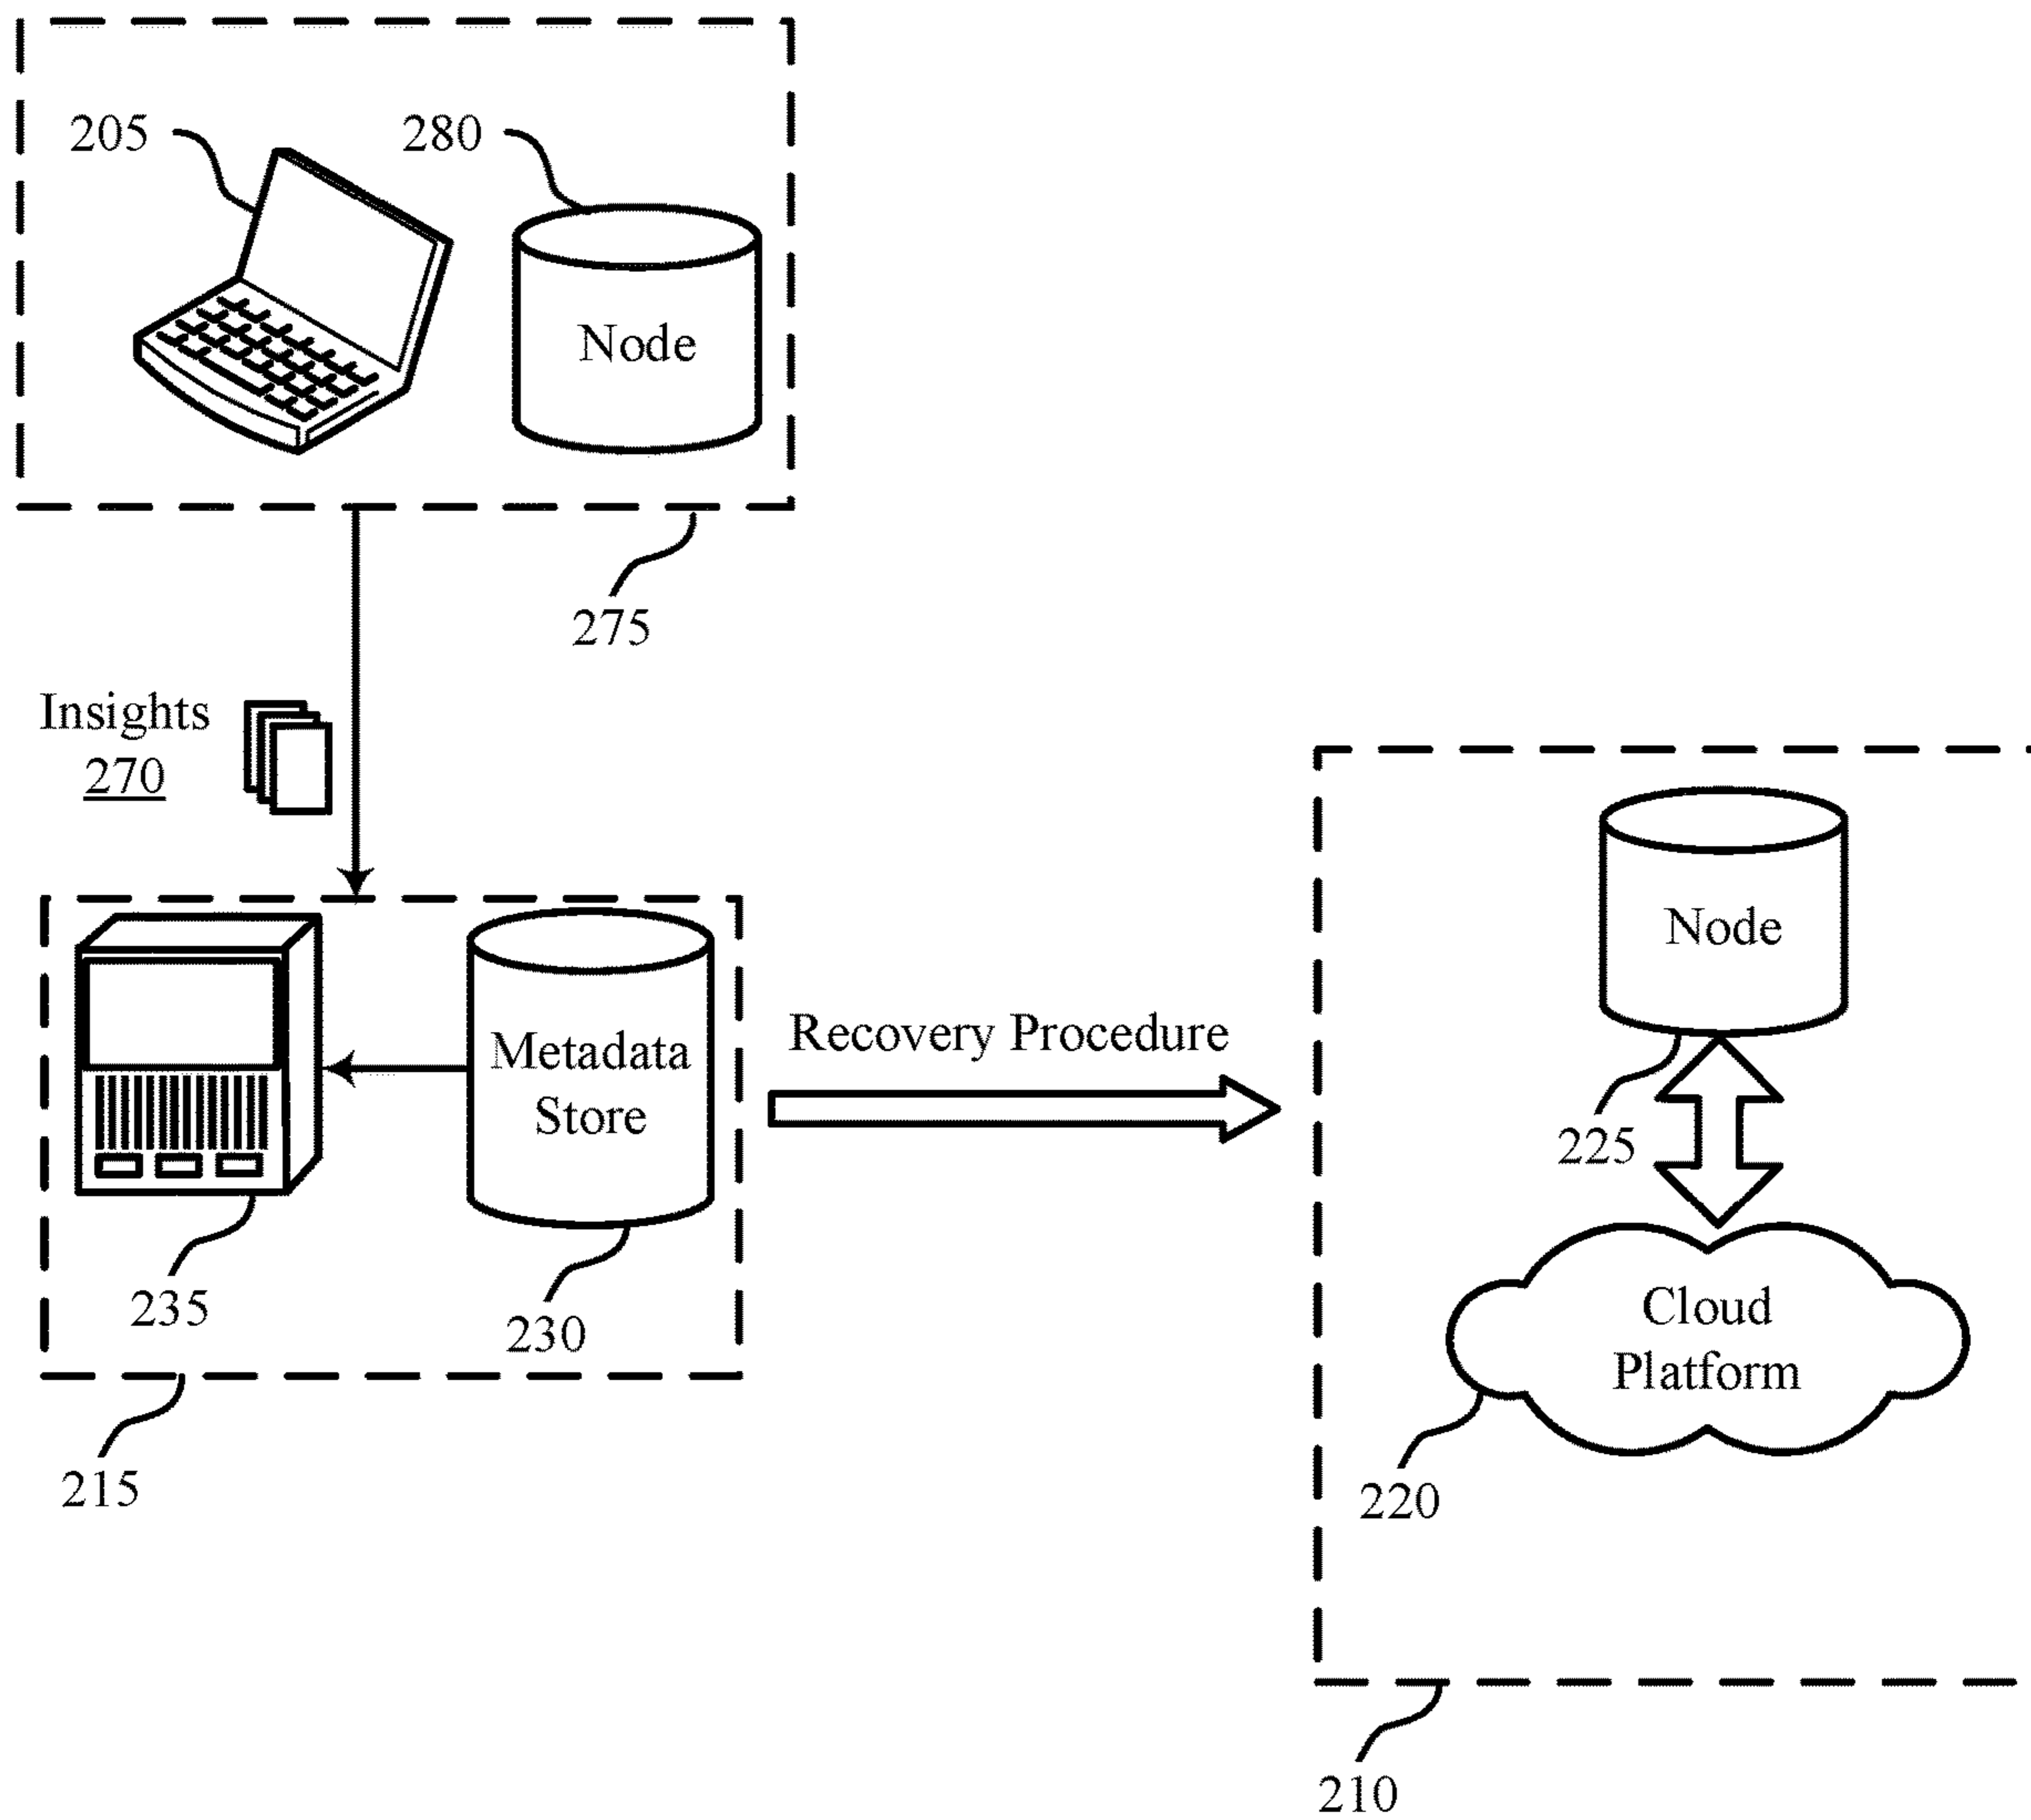 205
280
Node
275
Insights
270
Node
Metadata
Store
Recovery Procedure
225
235
230
Cloud
Platform
215
220
210